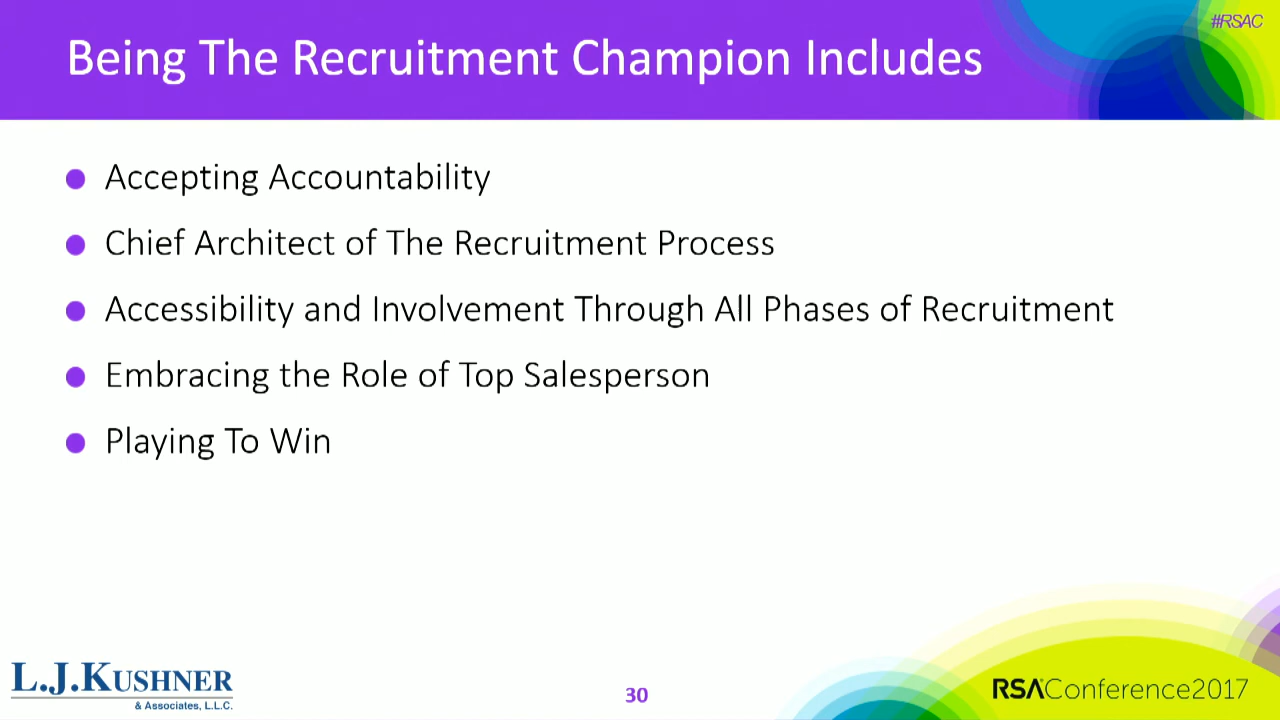 #RSAC
Being The Recruitment Champion Includes
Accepting Accountability
Chief Architect of The Recruitment Process
Accessibility and Involvement Through All Phases of Recruitment
Embracing the Role of Top Salesperson
Playing To Win
L.J.KUSHNER
& Associates, L.L.C.
30
RSAConference2017